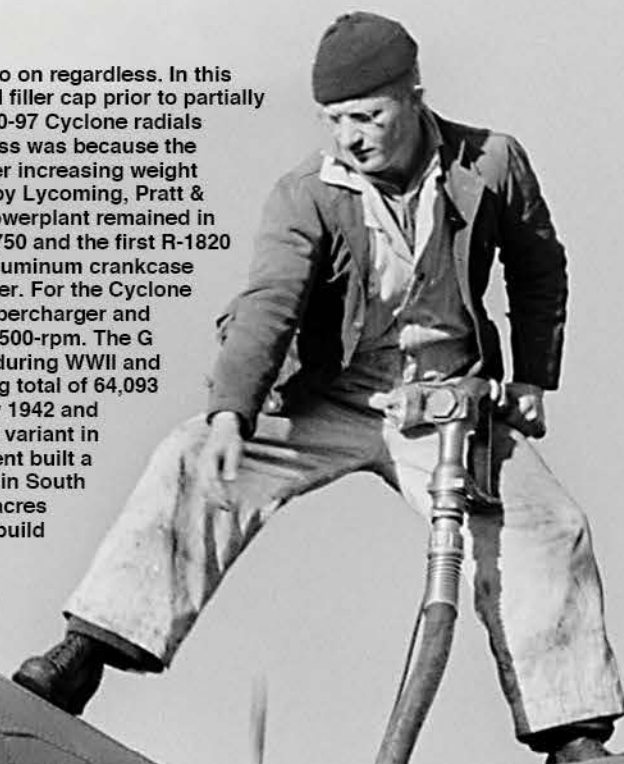 o on regardless. In this
filler cap prior to partially
0-97 Cyclone radials
ss was because the
er increasing weight
by Lycoming, Pratt &
owerplant remained in
750 and the first R-1820
uminum crankcase
er. For the Cyclone
percharger and
500-rpm. The G
during WWII and
g total of 64,093
1942 and
variant in
ent built a
in South
acres
build